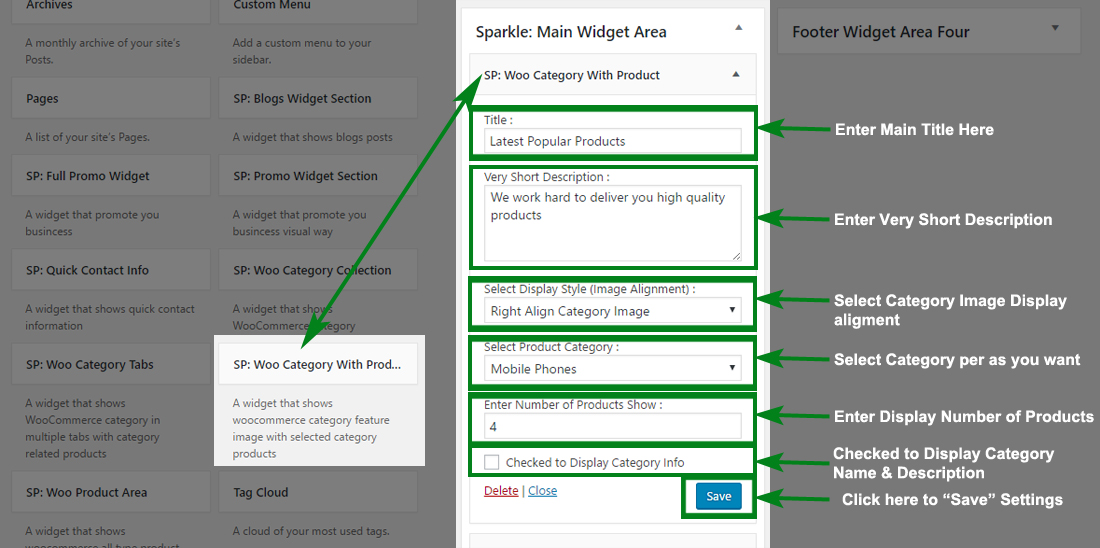 Archives
Custom Menu
A monthly archive of your site's
Posts.
Add a custom menu to your
sidebar.
Pages
SP: Blogs Widget Section
A list of your site's Pages.
A widget that shows blogs posts
SP: Full Promo Widget
SP: Promo Widget Section
A widget that promote you
business
A widget that promote you
business visual way
SP: Quick Contact Info
SP: Woo Category Collection
A widget that shows quick contact
information
A widget that shows
WooCommerce category
SP: Woo Category Tabs
SP: Woo Category With Prod...
A widget that shows
WooCommerce category in
multiple tabs with category
related products
A widget that shows
woocommerce category feature
image with selected category
products
SP: Woo Product Area
Tag Cloud
A widget that shows
woocommerce all type product
A cloud of your most used tags.
Sparkle: Main Widget Area
SP: Woo Category With Product
Title :
Latest Popular Products
Very Short Description :
We work hard to deliver you high quality
products
Select Display Style (Image Alignment) :
Right Align Category Image
Select Product Category :
Mobile Phones
Enter Number of Products Show :
4
Checked to Display Category Info
Delete | Close
Save
Footer Widget Area Four
Enter Main Title Here
Enter Very Short Description
Select Category Image Display
aligment
Select Category per as you want
Enter Display Number of Products
Checked to Display Category
Name & Description
Click here to “Save” Settings